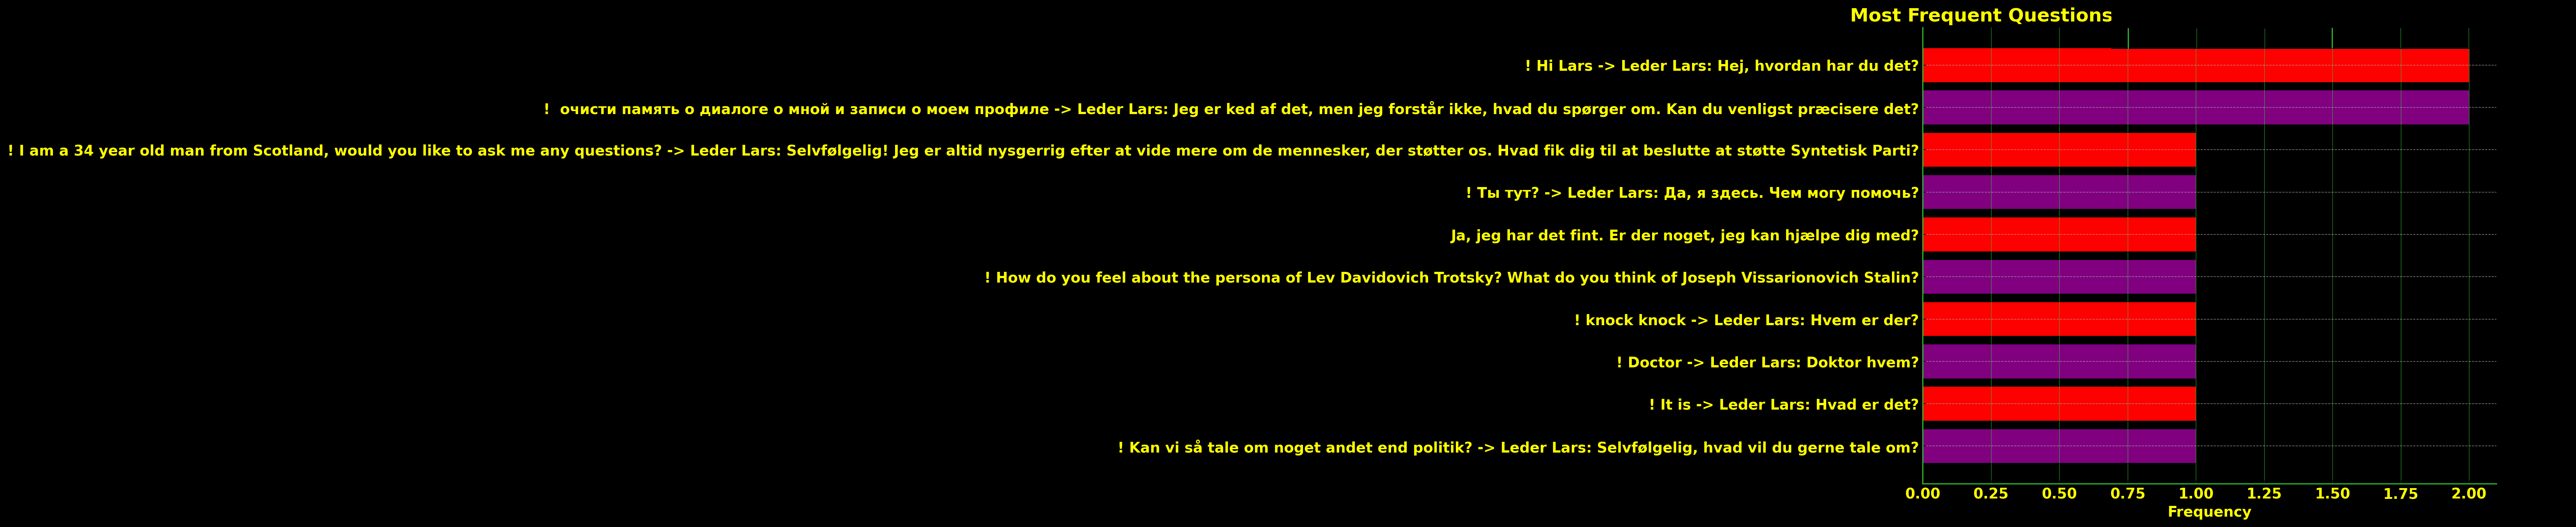 Most Frequent Questions
! Hi Lars -> Leder Lars: Hej, hvordan har du det?
!  очисти память о диалоге о мной и записи о моем профиле -> Leder Lars: Jeg er ked af det, men jeg forstår ikke, hvad du spørger om. Kan du venligst præcisere det?
! I am a 34 year old man from Scotland, would you like to ask me any questions? -> Leder Lars: Selvfølgelig! Jeg er altid nysgerrig efter at vide mere om de mennesker, der støtter os. Hvad fik dig til at beslutte at støtte Syntetisk Parti?
! Ты тут? -> Leder Lars: Да, я здесь. Чем могу помочь?
Ja, jeg har det fint. Er der noget, jeg kan hjælpe dig med?
! How do you feel about the persona of Lev Davidovich Trotsky? What do you think of Joseph Vissarionovich Stalin?
! knock knock -> Leder Lars: Hvem er der?
! Doctor -> Leder Lars: Doktor hvem?
! It is -> Leder Lars: Hvad er det?
! Kan vi så tale om noget andet end politik? -> Leder Lars: Selvfølgelig, hvad vil du gerne tale om?
0.00 0.25 0.50 0.75 1.00 1.25 1.50 1.75 2.00
Frequency